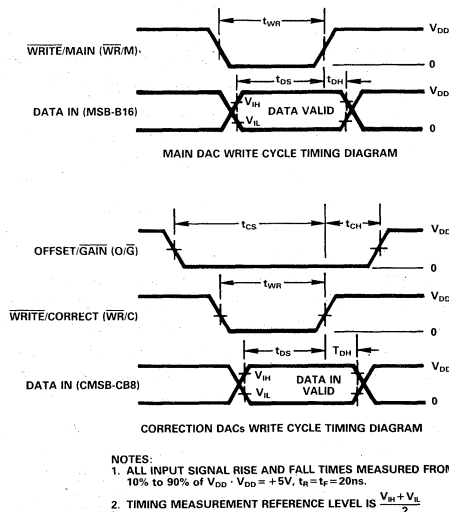 tWR
VDD
WRITE/MAIN (WR/M)
0
tDS
tDH
VDD
DATA IN (MSB-B16)
VIH
VIL
DATA VALID
0
MAIN DAC WRITE CYCLE TIMING DIAGRAM
tCS
tCH
VDD
OFFSET/GAIN (O/G)
0
tWR
VDD
WRITE/CORRECT (WR/C)
0
tDS
TDH
VDD
DATA IN (CMSB-CB8)
VIH
VIL
DATA IN
VALID
0
CORRECTION DACs WRITE CYCLE TIMING DIAGRAM
NOTES:
1. ALL INPUT SIGNAL RISE AND FALL TIMES MEASURED FROM
10% to 90% of VDD · VDD = +5V, tR = tF = 20ns.
2. TIMING MEASUREMENT REFERENCE LEVEL IS VIH + VIL
2